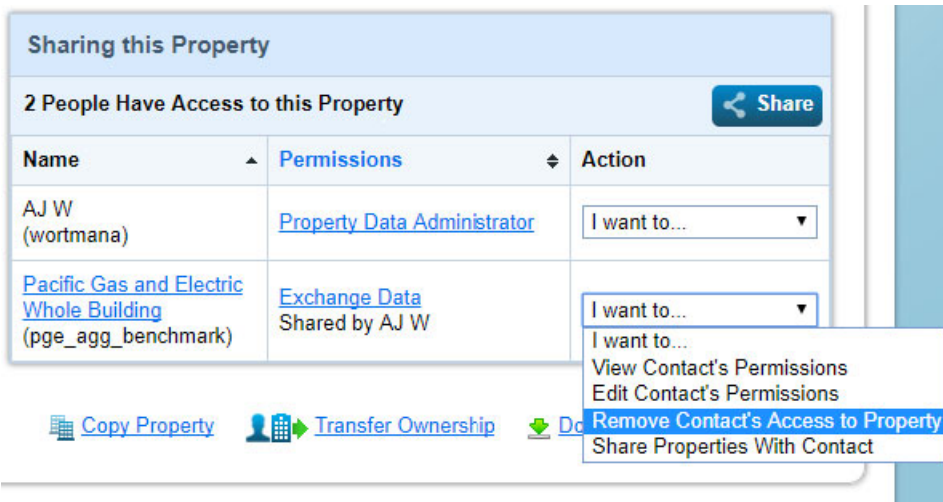 Sharing this Property
2 People Have Access to this Property
Share
Name
Permissions
Action
AJ W
(wortmana)
Property Data Administrator
I want to...
Pacific Gas and Electric
Whole Building
(pge_agg_benchmark)
Exchange Data
Shared by AJ W
I want to...
I want to...
View Contact's Permissions
Edit Contact's Permissions
Remove Contact's Access to Property
Share Properties With Contact
Copy Property
Transfer Ownership